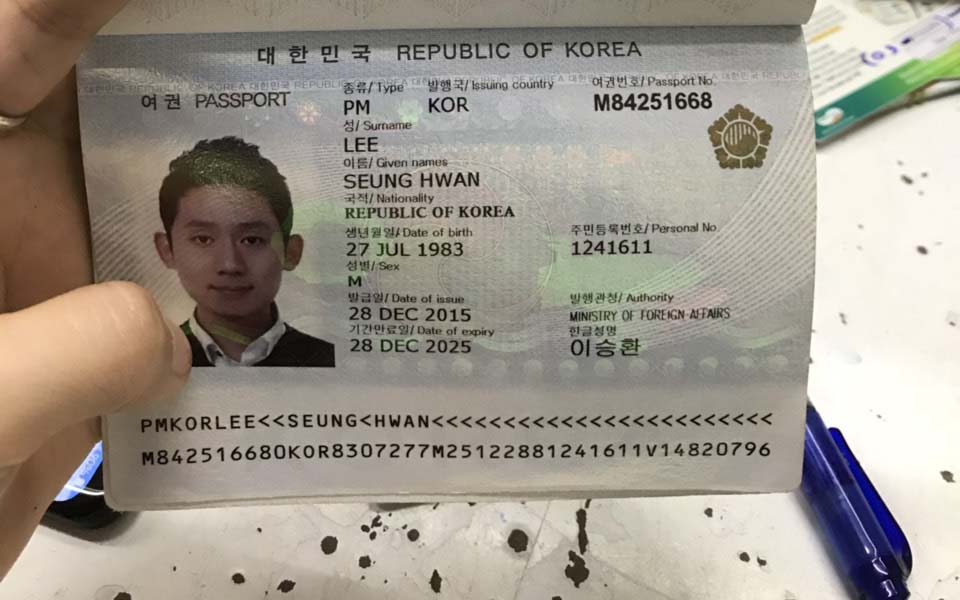 대한민국 REPUBLIC OF KOREA
여권 PASSPORT
종류/ Type 발행국/ Issuing country 여권번호/ Passport No.
PM KOR M84251668
성/ Surname
LEE
이름/ Given names
SEUNG HWAN
국적/ Nationality
REPUBLIC OF KOREA
생년월일/ Date of birth 주민등록번호/ Personal No.
27 JUL 1983 1241611
성별/ Sex
M
발급일/ Date of issue 발행관청/ Authority
28 DEC 2015 MINISTRY OF FOREIGN AFFAIRS
기간만료일/ Date of expiry 한글성명
28 DEC 2025 이승환
PMKORLEE<<SEUNG<HWAN<<<<<<<<<<<<<<<<<<<<<<<<
M842516680KOR8307277M25122881241611V14820796